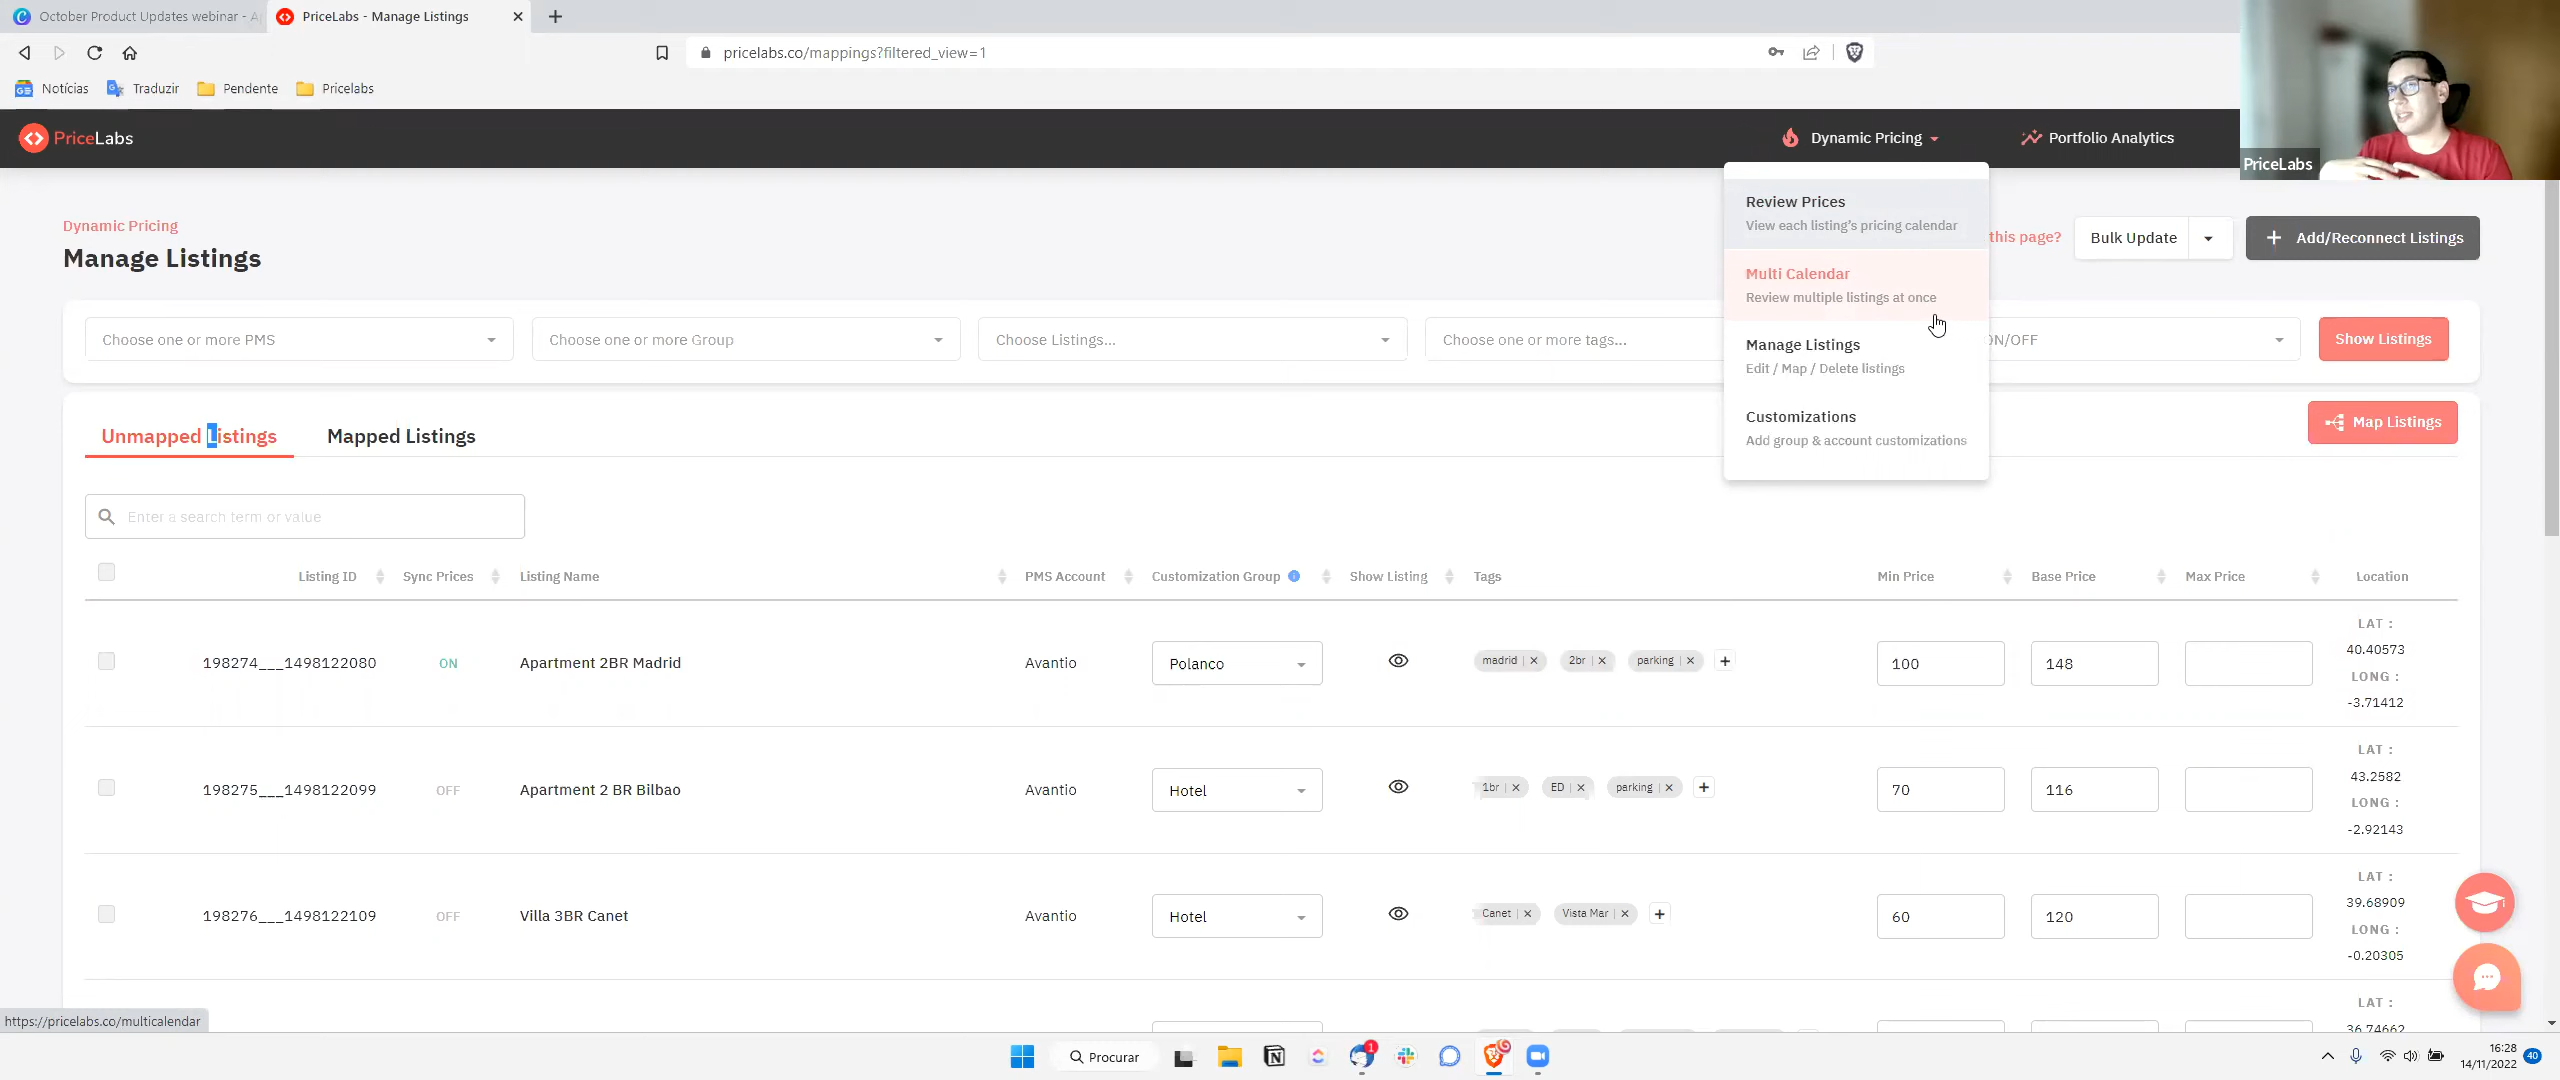 October Product Updates webinar - A
PriceLabs - Manage Listings
pricelabs.co/mappings?filtered_view=1
Notícias
Traduzir
Pendente
Pricelabs
PriceLabs
Dynamic Pricing
Portfolio Analytics
PriceLabs
Review Prices
View each listing's pricing calendar
Multi Calendar
Review multiple listings at once
Manage Listings
Edit / Map / Delete listings
Customizations
Add group & account customizations
Dynamic Pricing
Manage Listings
this page?
Bulk Update
Add/Reconnect Listings
Choose one or more PMS
Choose one or more Group
Choose Listings...
Choose one or more tags...
ON/OFF
Show Listings
Unmapped Listings
Mapped Listings
Map Listings
Enter a search term or value
Listing ID
Sync Prices
Listing Name
PMS Account
Customization Group
Show Listing
Tags
Min Price
Base Price
Max Price
Location
198274___1498122080
ON
Apartment 2BR Madrid
Avantio
Polanco
madrid
2br
parking
100
148
LAT :
40.40573
LONG :
-3.71412
198275___1498122099
OFF
Apartment 2 BR Bilbao
Avantio
Hotel
1br
ED
parking
70
116
LAT :
43.2582
LONG :
-2.92143
198276___1498122109
OFF
Villa 3BR Canet
Avantio
Hotel
Canet
Vista Mar
60
120
LAT :
39.68909
LONG :
-0.20305
LAT :
36.74662
https://pricelabs.co/multicalendar
Procurar
1
16:28
14/11/2022
40